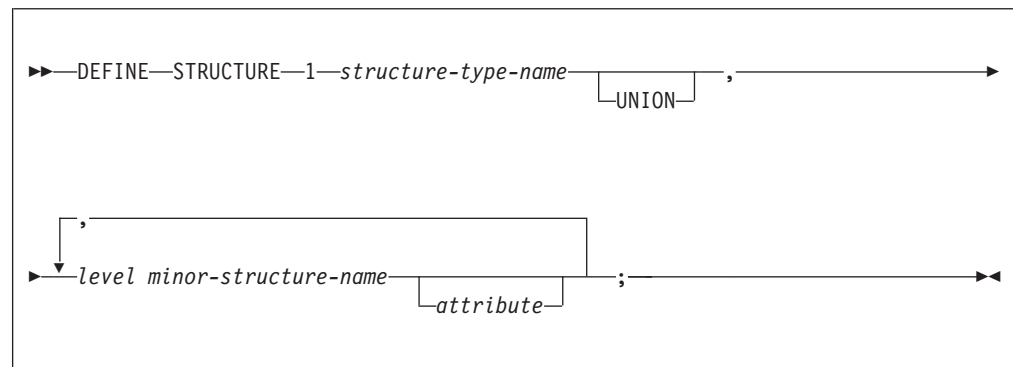 DEFINE STRUCTURE 1 structure-type-name ,
UNION
,
level minor-structure-name ;
attribute